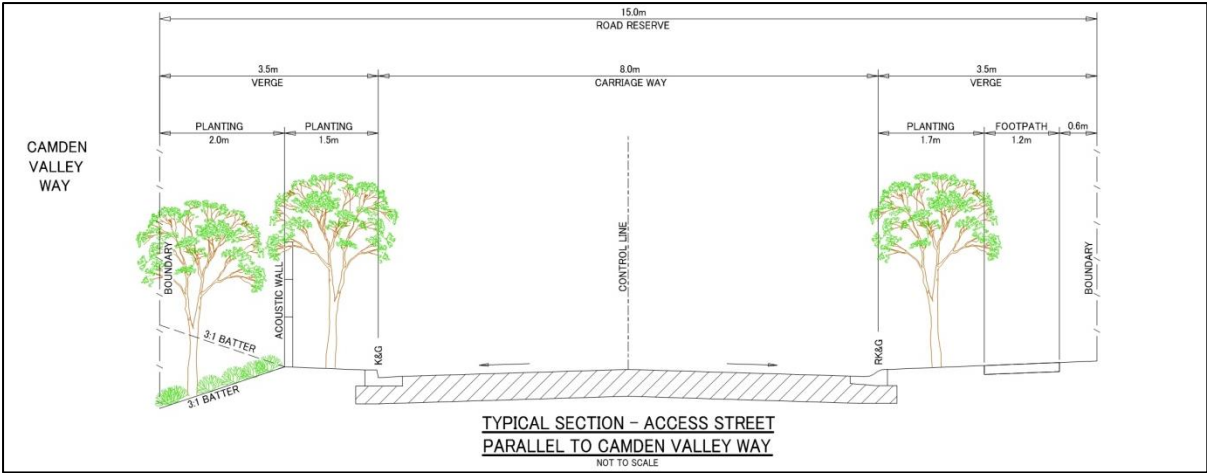 15.0m
ROAD RESERVE
3.5m
VERGE
8.0m
CARRIAGE WAY
3.5m
VERGE
PLANTING
2.0m
PLANTING
1.5m
PLANTING
1.7m
FOOTPATH
1.2m
0.6m
CAMDEN
VALLEY
WAY
BOUNDARY
ACOUSTIC WALL
K&G
CONTROL LINE
RK&G
BOUNDARY
3:1 BATTER
3:1 BATTER
TYPICAL SECTION - ACCESS STREET
PARALLEL TO CAMDEN VALLEY WAY
NOT TO SCALE